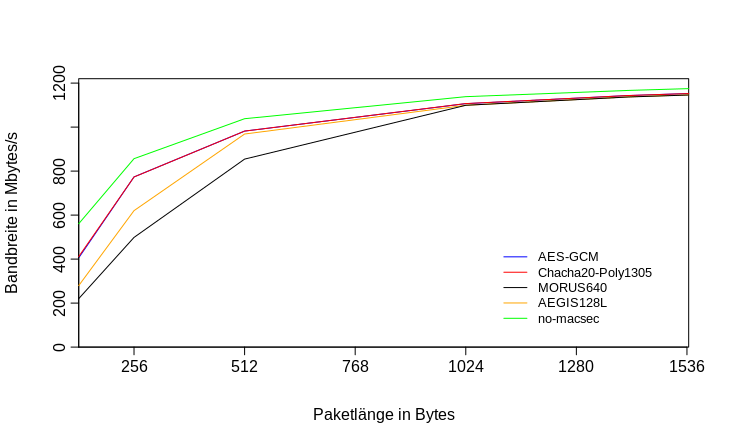 Bandbreite in Mbytes/s
1200
800
600
400
200
0
AES-GCM
Chacha20-Poly1305
MORUS640
AEGIS128L
no-macsec
256 512 768 1024 1280 1536
Paketlänge in Bytes